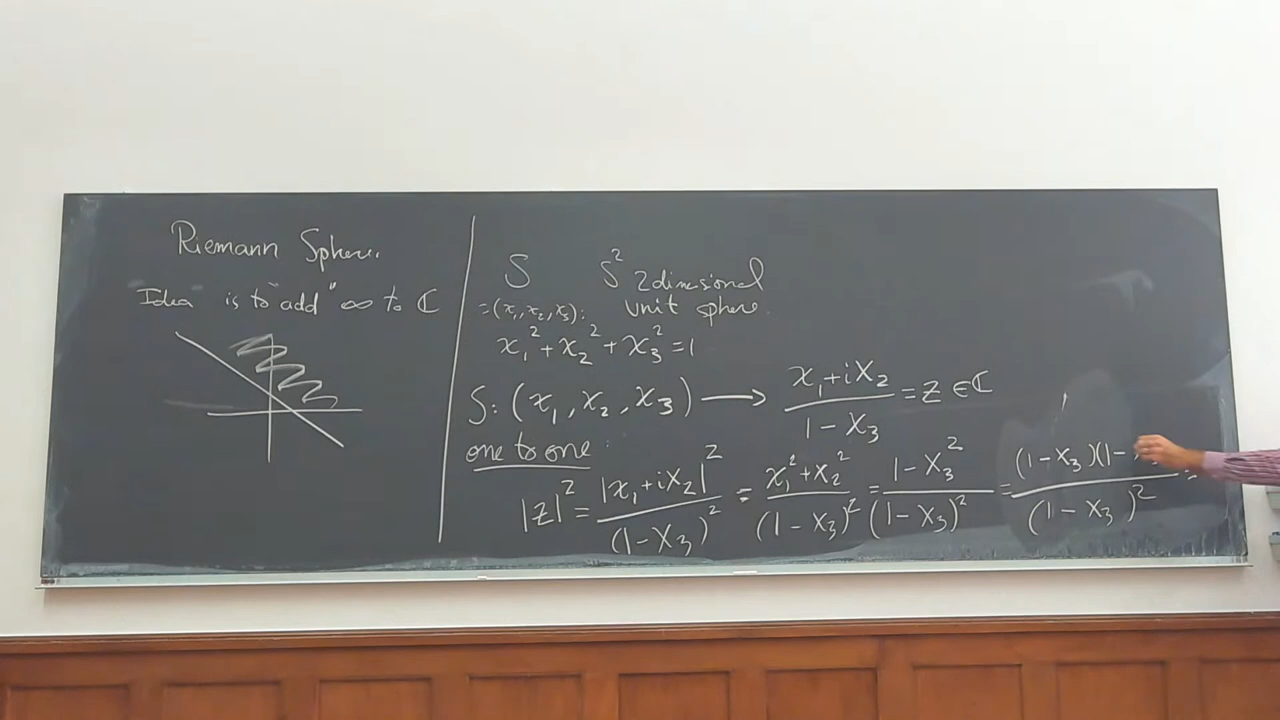 Riemann Sphere.
Idea is to "add" ∞ to ℂ
S S² 2 dimensional
unit sphere.
=(x₁, x₂, x₃):
x₁² + x₂² + x₃² = 1
S: (x₁, x₂, x₃) ⟶ (x₁ + ix₂)/(1 - x₃) = z ∈ ℂ
one to one:
|z|² = |x₁ + ix₂|²/(1 - x₃)² = (x₁² + x₂²)/(1 - x₃)² = (1 - x₃²)/(1 - x₃)² = (1 - x₃)(1 -/(1 - x₃)² =